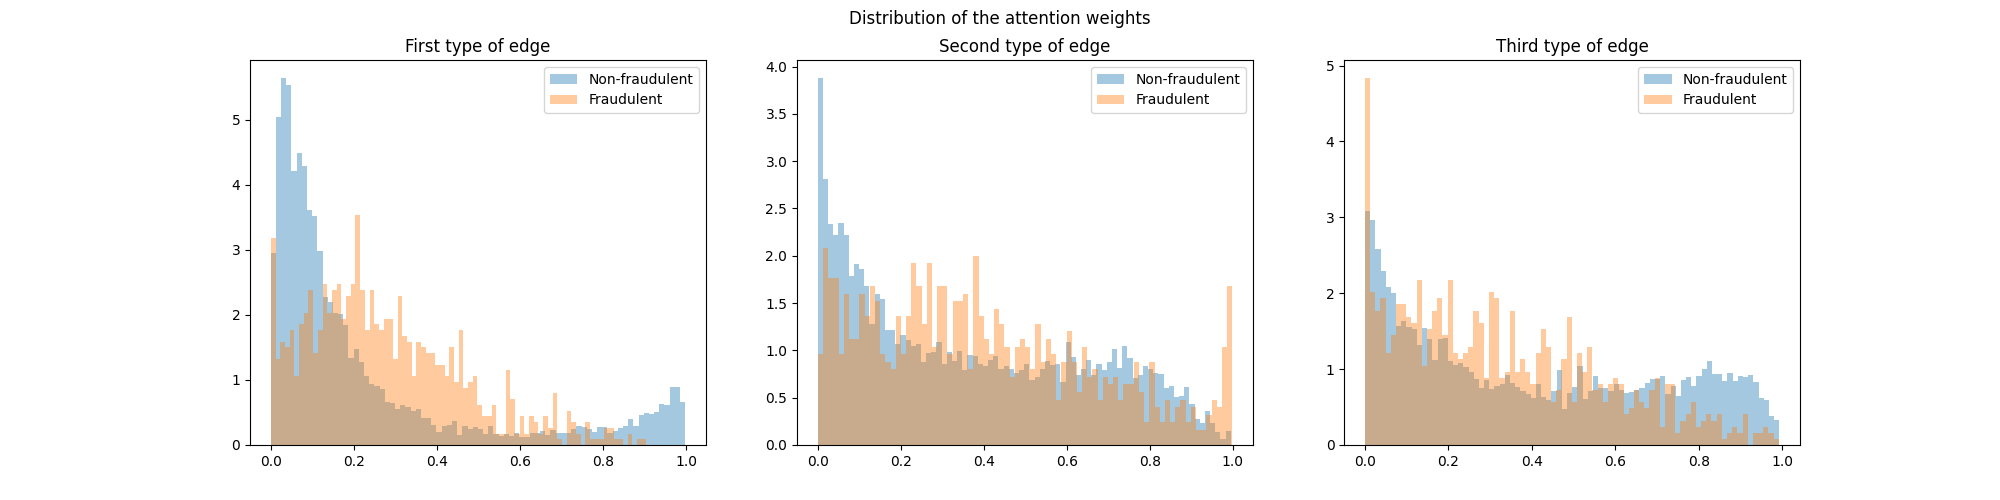 Distribution of the attention weights
First type of edge
Non-fraudulent
Fraudulent
5
4
3
2
1
0
0.0 0.2 0.4 0.6 0.8 1.0
Second type of edge
Non-fraudulent
Fraudulent
4.0
3.5
3.0
2.5
2.0
1.5
1.0
0.5
0.0
0.0 0.2 0.4 0.6 0.8 1.0
Third type of edge
Non-fraudulent
Fraudulent
5
4
3
2
1
0
0.0 0.2 0.4 0.6 0.8 1.0